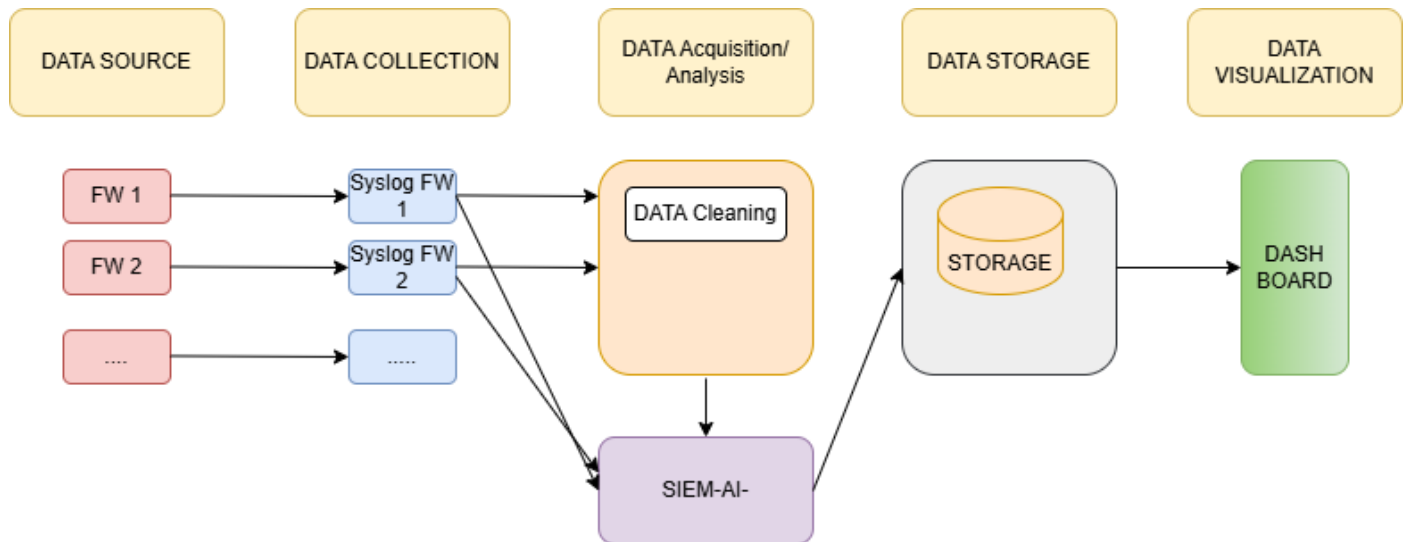 DATA SOURCE
DATA COLLECTION
DATA Acquisition/
Analysis
DATA STORAGE
DATA
VISUALIZATION
FW 1
Syslog FW
1
DATA Cleaning
FW 2
Syslog FW
2
STORAGE
DASH
BOARD
....
.....
SIEM-AI-